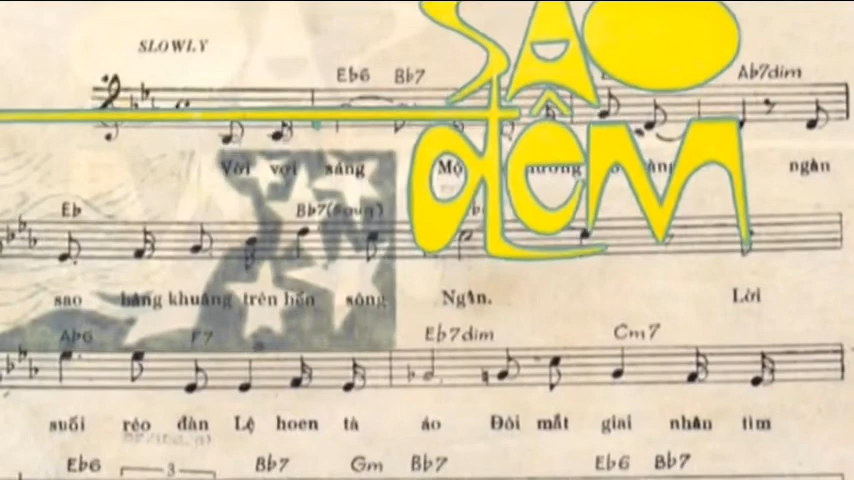 SAO
ĐÊM
SLOWLY
Eb6 Bb7 Ab7dim
Vời vợi sáng ngàn
Eb Bb7
sao bâng khuâng trên bến sông Ngân. Lời
Ab6 F7 Eb7dim Cm7
suối réo đàn Lệ hoen tà áo Đôi mắt giai nhân tìm
Eb6 3 Bb7 Gm Bb7 Eb6 Bb7